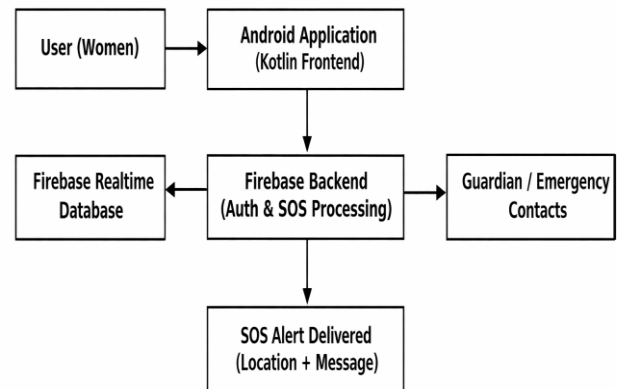 User (Women)
Android Application
(Kotlin Frontend)
Firebase Realtime
Database
Firebase Backend
(Auth & SOS Processing)
Guardian / Emergency
Contacts
SOS Alert Delivered
(Location + Message)